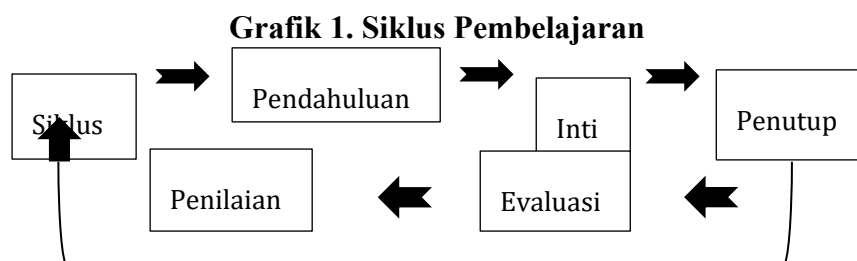 Grafik 1. Siklus Pembelajaran
Siklus
Pendahuluan
Inti
Penutup
Penilaian
Evaluasi